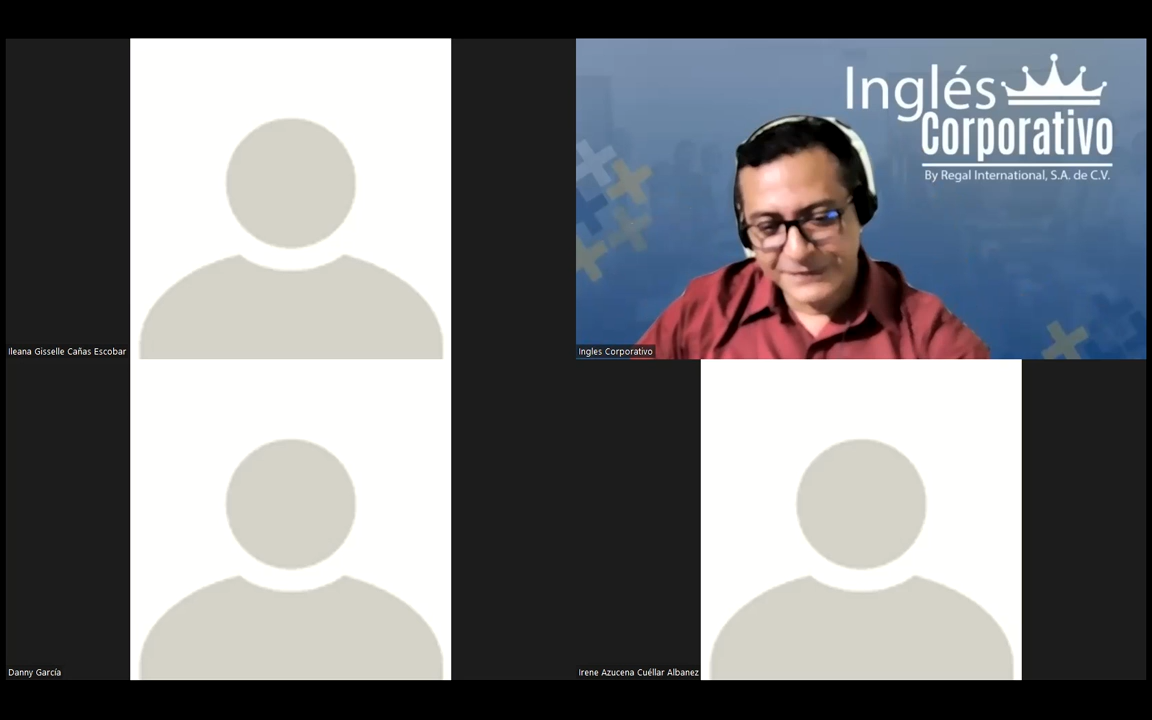 Inglés
Corporativo
By Regal International, S.A. de C.V.
Ileana Gisselle Cañas Escobar
Ingles Corporativo
Danny García
Irene Azucena Cuéllar Albanez